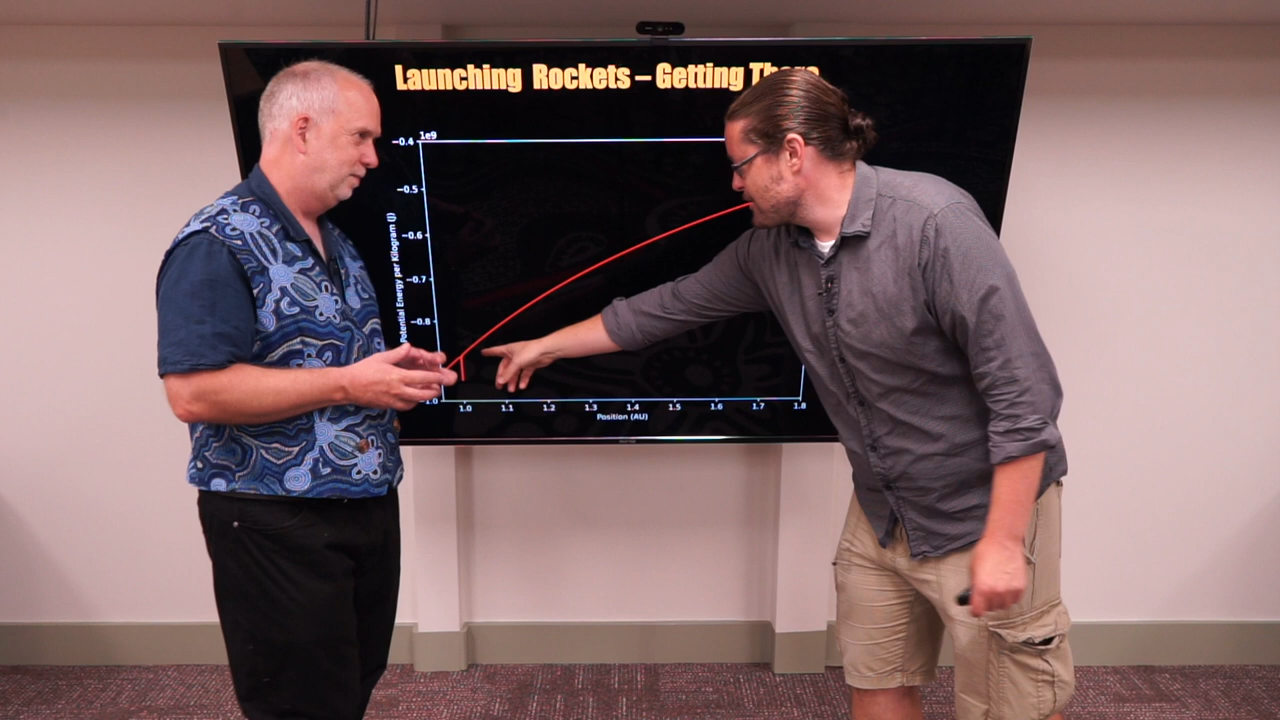 Launching Rockets – Getting There
1e9
−0.4
−0.5
−0.6
−0.7
−0.8
Potential Energy per Kilogram (J)
1.0
1.0 1.1 1.2 1.3 1.4 1.5 1.6 1.7 1.8
Position (AU)